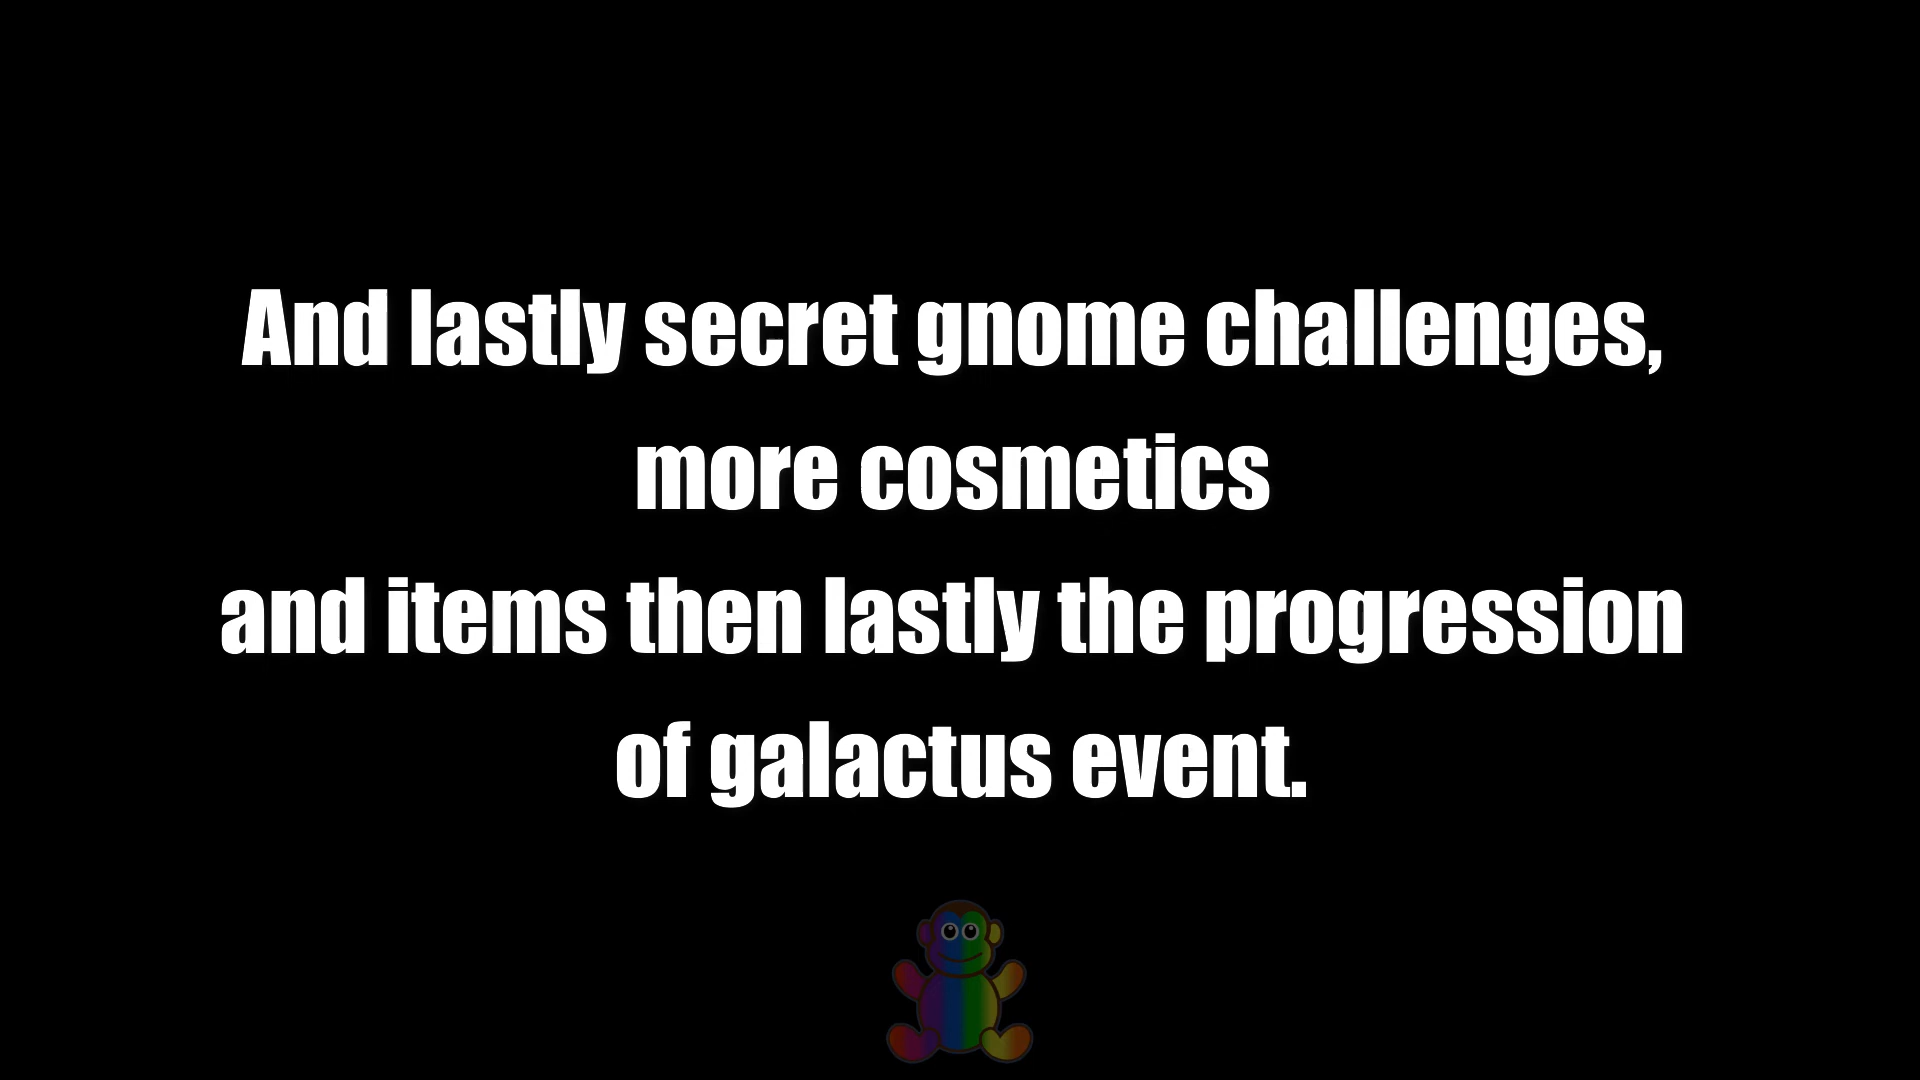 And lastly secret gnome challenges,
more cosmetics
and items then lastly the progression
of galactus event.